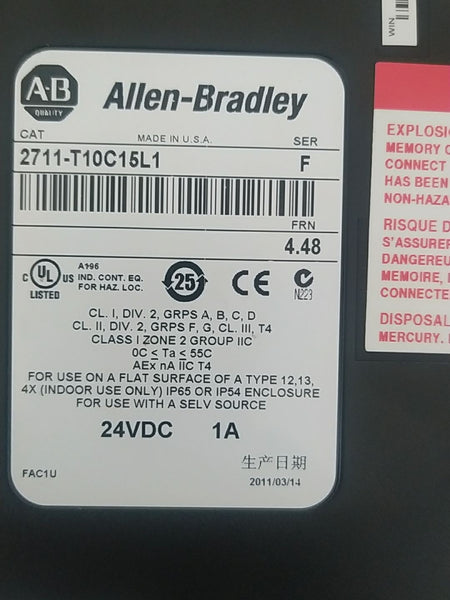 WIN
A·B
QUALITY
Allen-Bradley
CAT
MADE IN U.S.A.
SER
2711-T10C15L1
F
FRN
4.48
C UL US
LISTED
A196
IND. CONT. EQ.
FOR HAZ. LOC.
25
CE
N223
CL. I, DIV. 2, GRPS A, B, C, D
CL. II, DIV. 2, GRPS F, G, CL. III, T4
CLASS I ZONE 2 GROUP IIC
0C ≤ Ta ≤ 55C
AEx nA IIC T4
FOR USE ON A FLAT SURFACE OF A TYPE 12,13,
4X (INDOOR USE ONLY) IP65 OR IP54 ENCLOSURE
FOR USE WITH A SELV SOURCE
24VDC 1A
生产日期
FAC1U
2011/03/14
EXPLOSI
MEMORY
CONNECT
HAS BEEN
NON-HAZA
RISQUE D
S'ASSURER
DANGEREU
MEMOIRE,
CONNECTE
DISPOSAL
MERCURY.